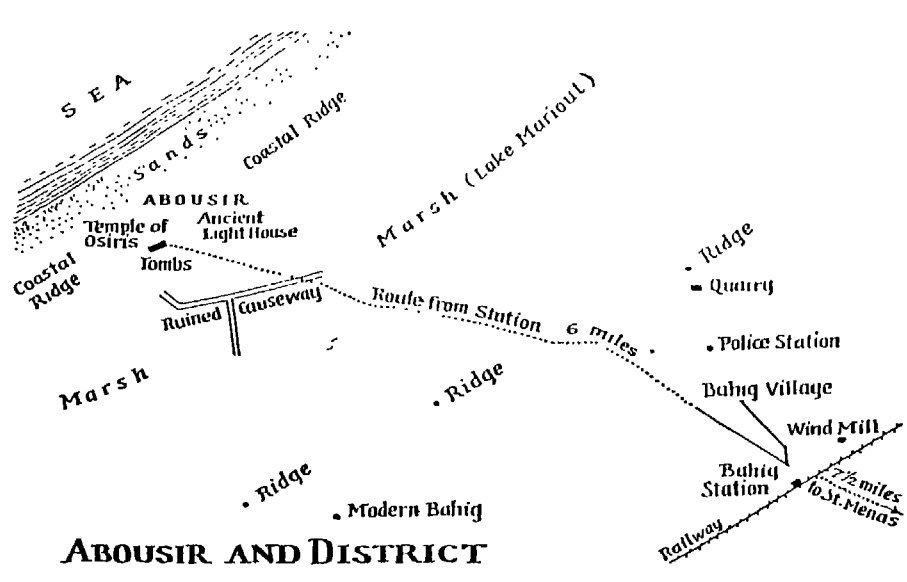 SEA
Sands
Coastal Ridge
Marsh (Lake Mariout)
ABOUSIR
Temple of
Osiris
Ancient
Light House
Tombs
Coastal
Ridge
Ruined Causeway
Route from Station 6 miles
Ridge
Quarry
Police Station
Marsh
Ridge
Bahig Village
Wind Mill
Bahig
Station
7½ miles
to St. Menas
Ridge
Modern Bahig
Railway
ABOUSIR AND DISTRICT